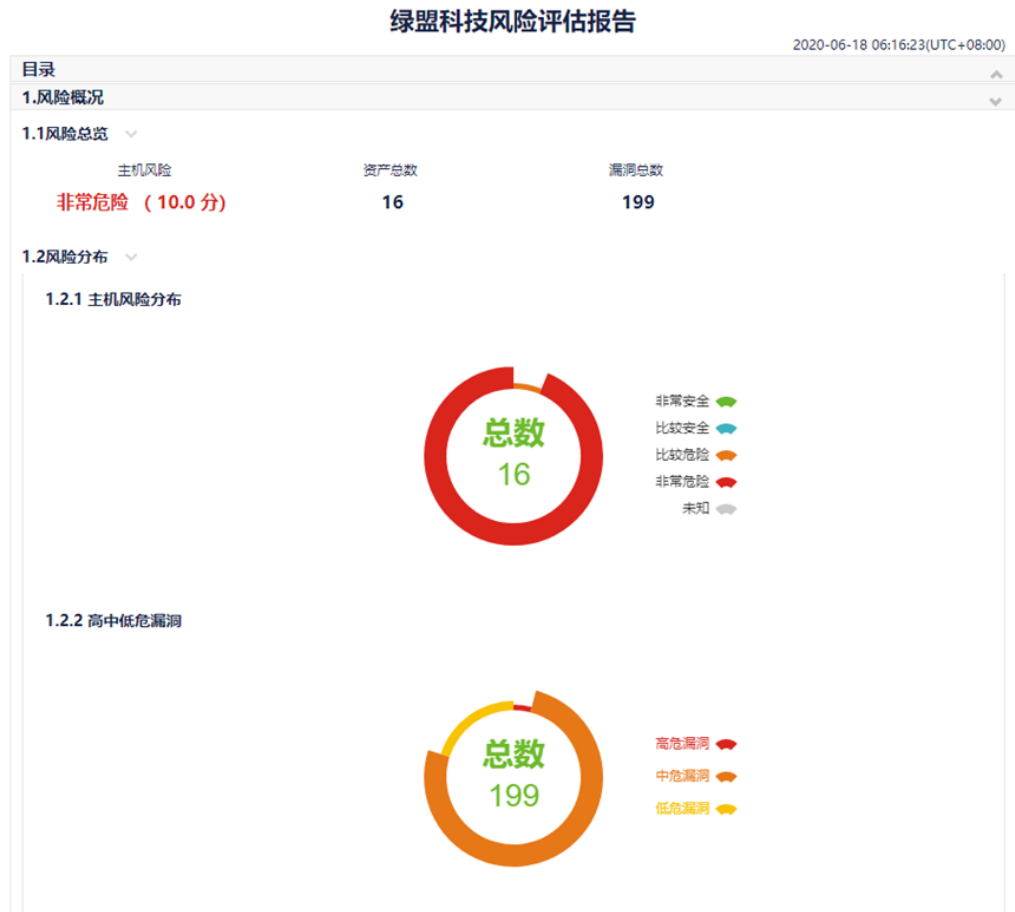 绿盟科技风险评估报告
2020-06-18 06:16:23(UTC+08:00)
目录
1.风险概况
1.1风险总览
主机风险 资产总数 漏洞总数
非常危险 ( 10.0 分) 16 199
1.2风险分布
1.2.1 主机风险分布
总数
16
非常安全
比较安全
比较危险
非常危险
未知
1.2.2 高中低危漏洞
总数
199
高危漏洞
中危漏洞
低危漏洞